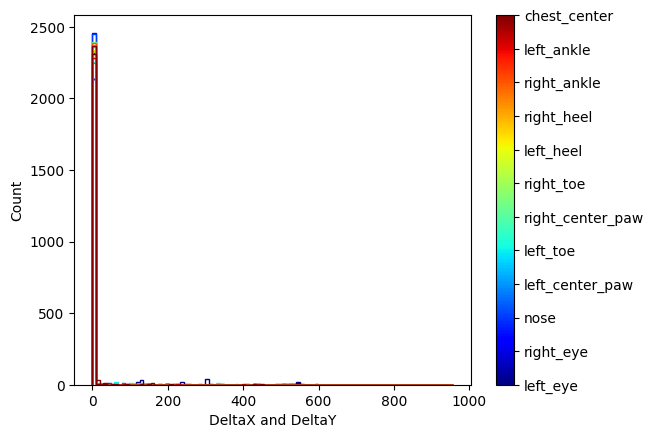 2500
2000
1500
1000
500
0
Count
0
200
400
600
800
1000
DeltaX and DeltaY
chest_center
left_ankle
right_ankle
right_heel
left_heel
right_toe
right_center_paw
left_toe
left_center_paw
nose
right_eye
left_eye